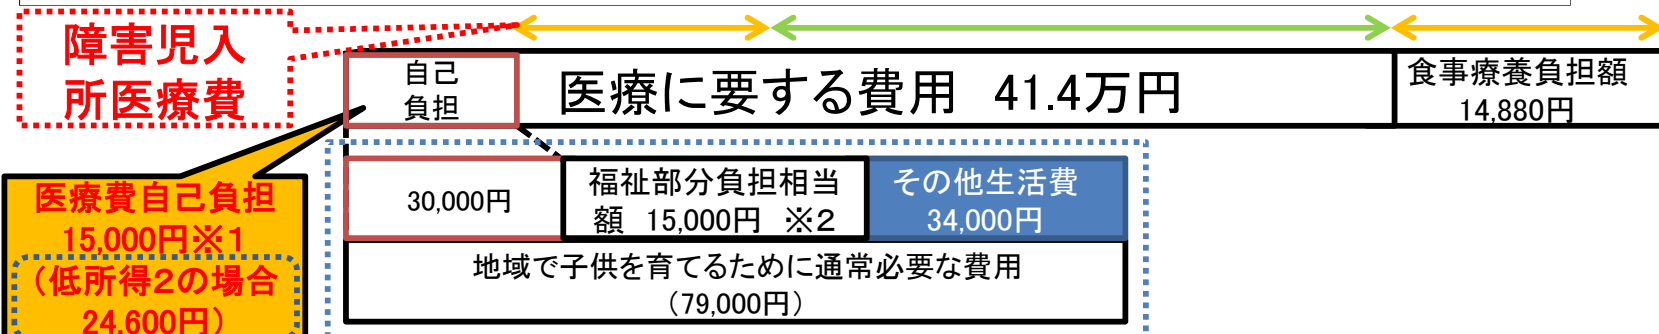 障害児入
所医療費
自己
負担
医療に要する費用 41.4万円
食事療養負担額
14,880円
医療費自己負担
15,000円※1
(低所得2の場合
24,600円)
30,000円
福祉部分負担相当
額 15,000円 ※2
その他生活費
34,000円
地域で子供を育てるために通常必要な費用
(79,000円)